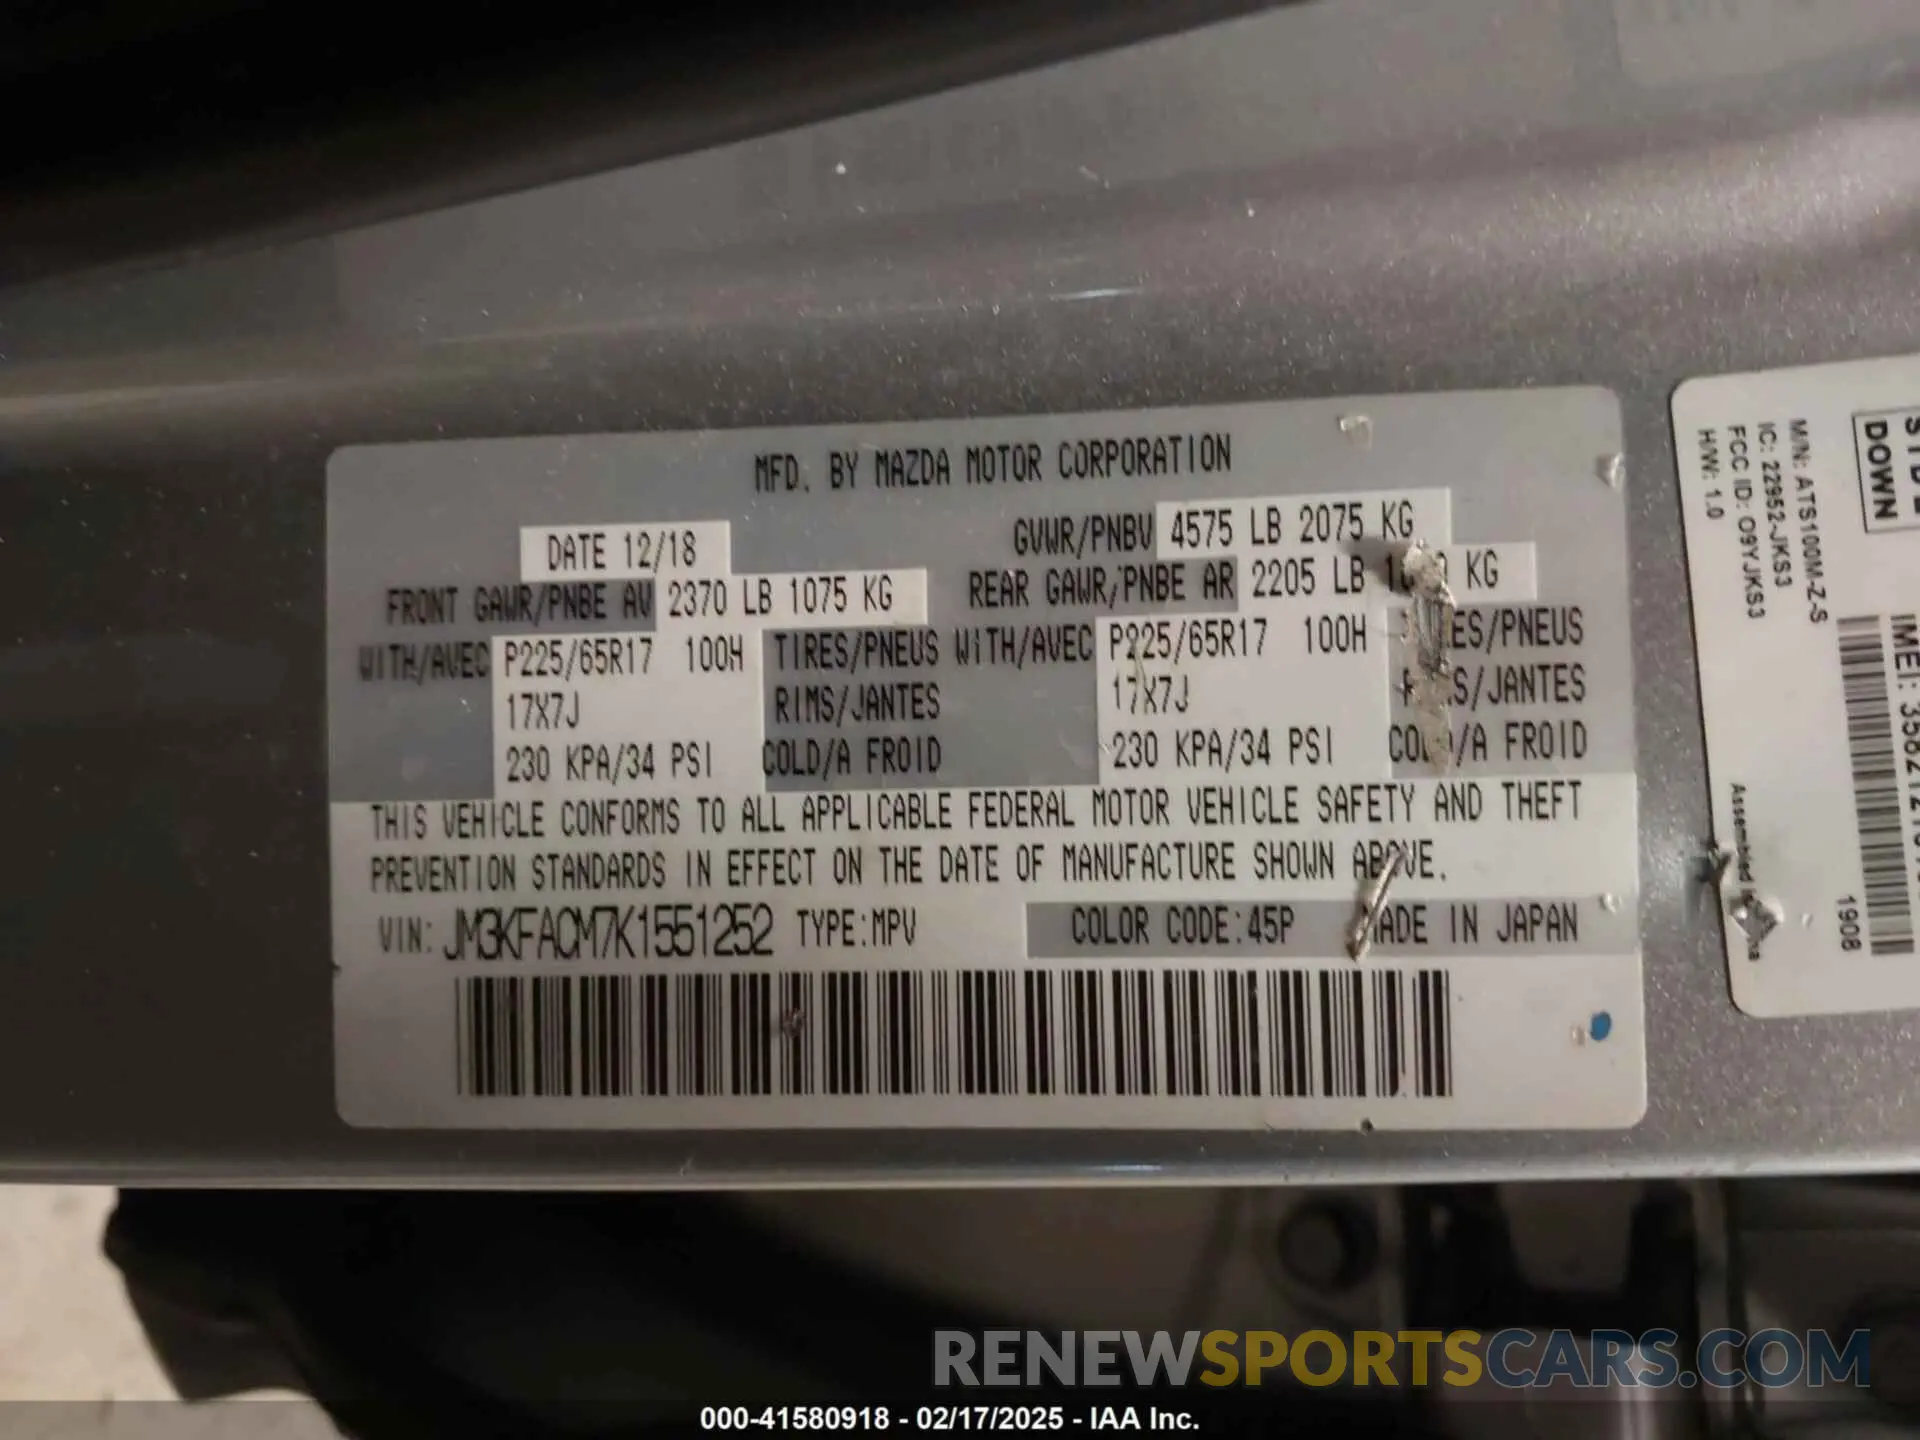 MFD. BY MAZDA MOTOR CORPORATION
DATE 12/18
GVWR/PNBV 4575 LB 2075 KG
FRONT GAWR/PNBE AV 2370 LB 1075 KG
REAR GAWR/PNBE AR 2205 LB KG
WITH/AVEC P225/65R17 100H TIRES/PNEUS
WITH/AVEC P225/65R17 100H /PNEUS
17X7J RIMS/JANTES
17X7J /JANTES
230 KPA/34 PSI COLD/A FROID
230 KPA/34 PSI /A FROID
THIS VEHICLE CONFORMS TO ALL APPLICABLE FEDERAL MOTOR VEHICLE SAFETY AND THEFT
PREVENTION STANDARDS IN EFFECT ON THE DATE OF MANUFACTURE SHOWN ABOVE.
VIN: JM3KFACM7K1551252 TYPE:MPV COLOR CODE:45P MADE IN JAPAN
DOWN
M/N: ATS100M-Z-S
IC: 22952-JKS3
FCC ID: O9YJKS3
H/W: 1.0
IMEI:
Assembled
1908
RENEWSPORTSCARS.COM
000-41580918 - 02/17/2025 - IAA Inc.